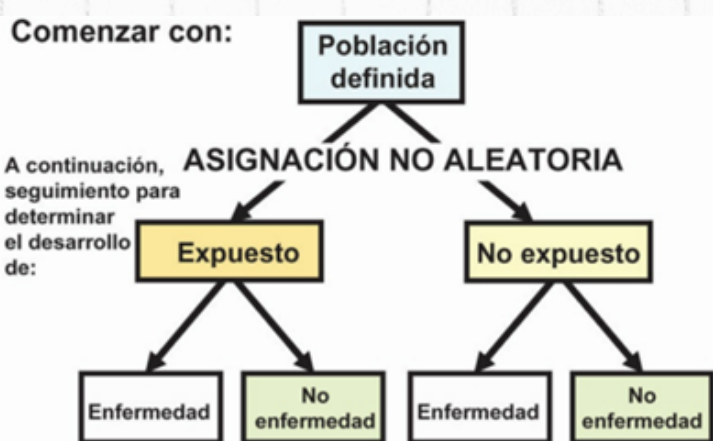 Comenzar con:
Población
definida
ASIGNACIÓN NO ALEATORIA
A continuación,
seguimiento para
determinar
el desarrollo
de:
Expuesto
No expuesto
Enfermedad
No
enfermedad
Enfermedad
No
enfermedad